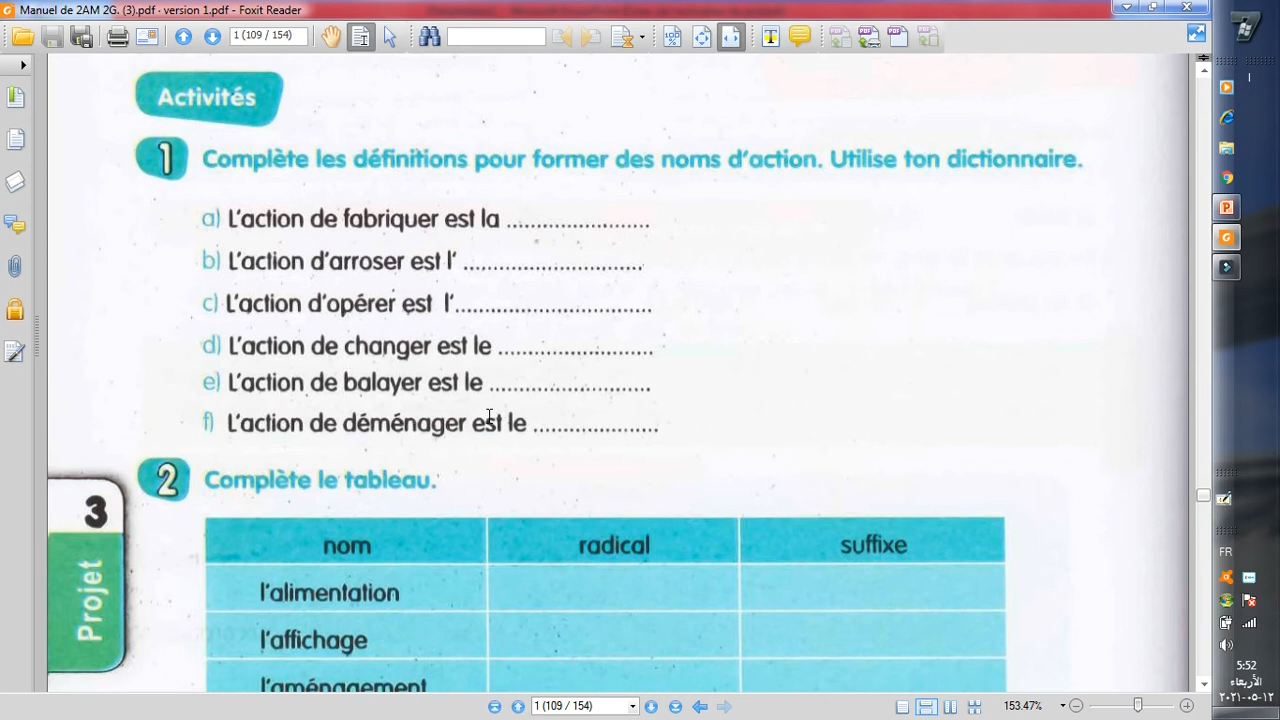 Manuel de 2AM 2G. (3).pdf - version 1.pdf - Foxit Reader
1 (109 / 154)
Activités
1 Complète les définitions pour former des noms d'action. Utilise ton dictionnaire.
a) L'action de fabriquer est la ........................
b) L'action d'arroser est l' ..............................
c) L'action d'opérer est l'.................................
d) L'action de changer est le ..........................
e) L'action de balayer est le ...........................
f) L'action de déménager est le .....................
2 Complète le tableau.
nom radical suffixe
l'alimentation
l'affichage
l'aménagement
3
Projet
1 (109 / 154)
153.47%
FR
5:52
الأربعاء
٢٠٢١-٠٥-١٢